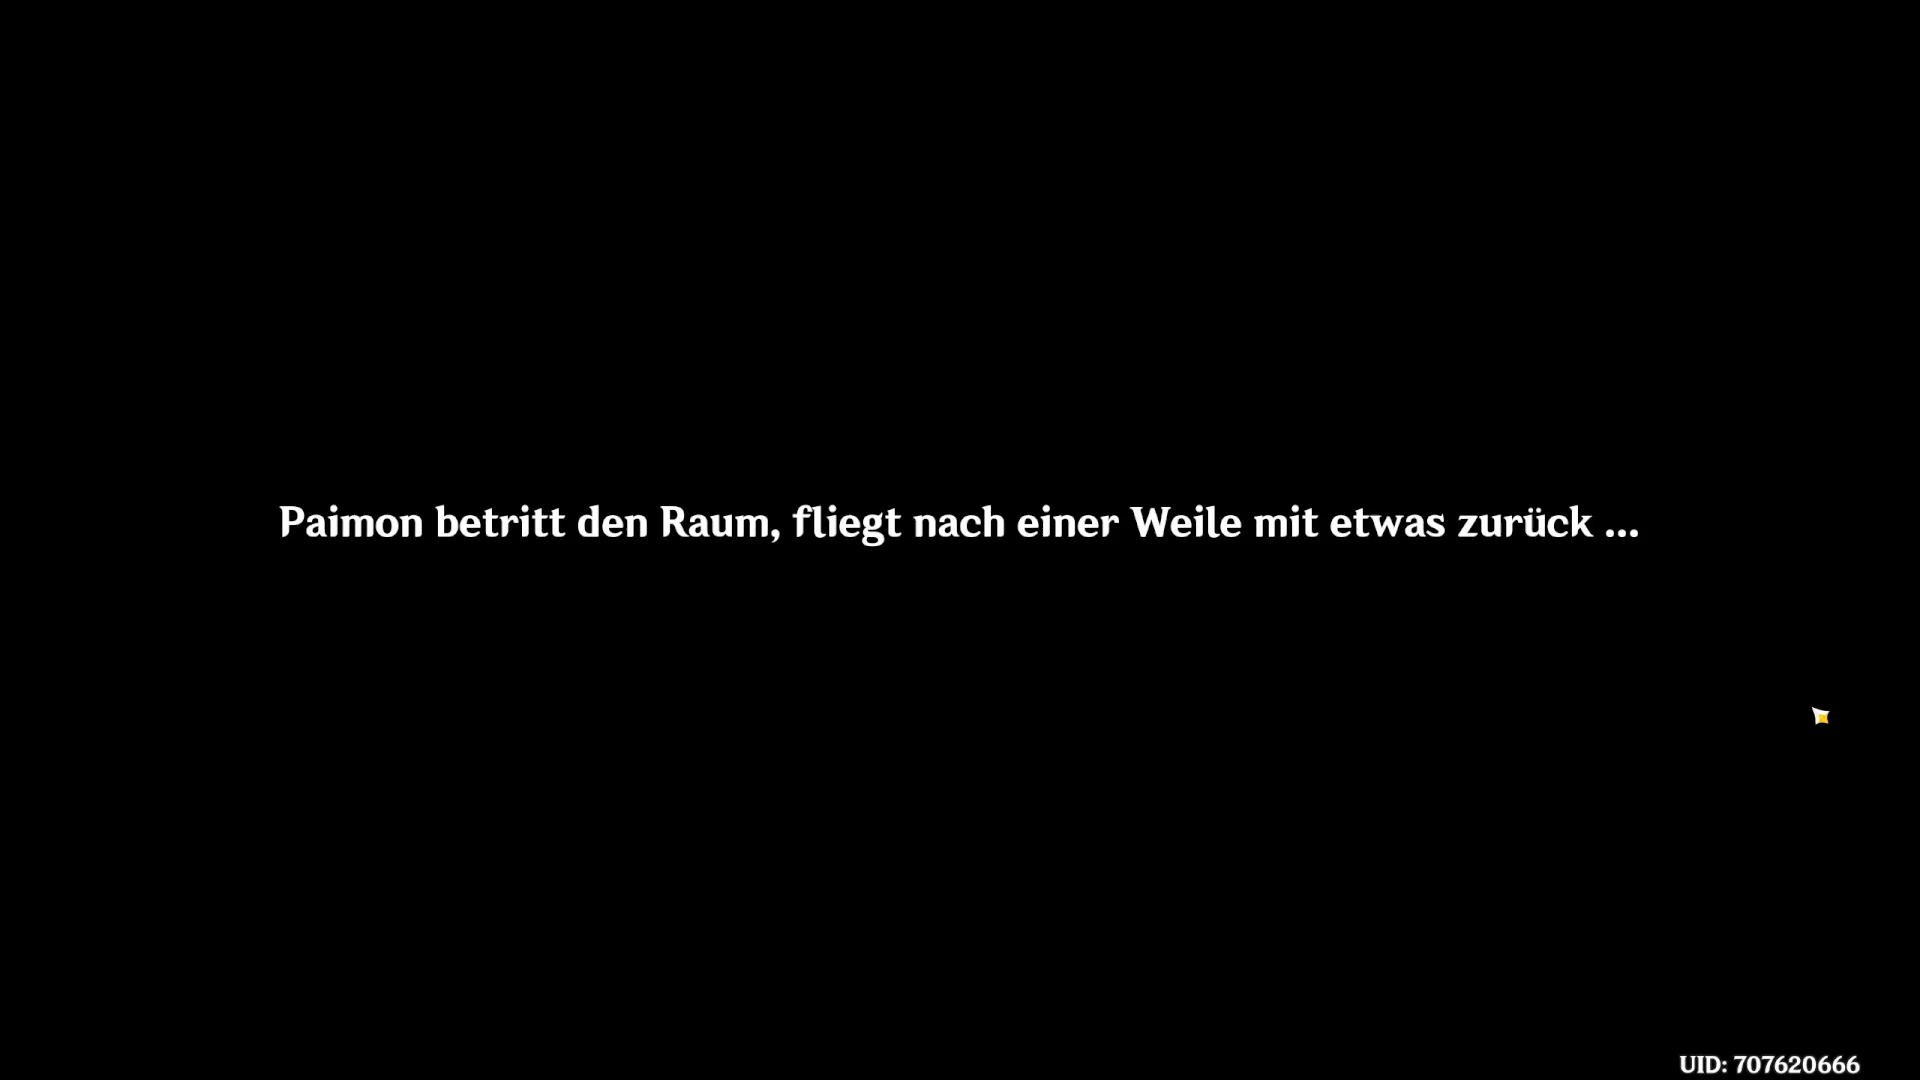 Paimon betritt den Raum, fliegt nach einer Weile mit etwas zurück ...
UID: 707620666